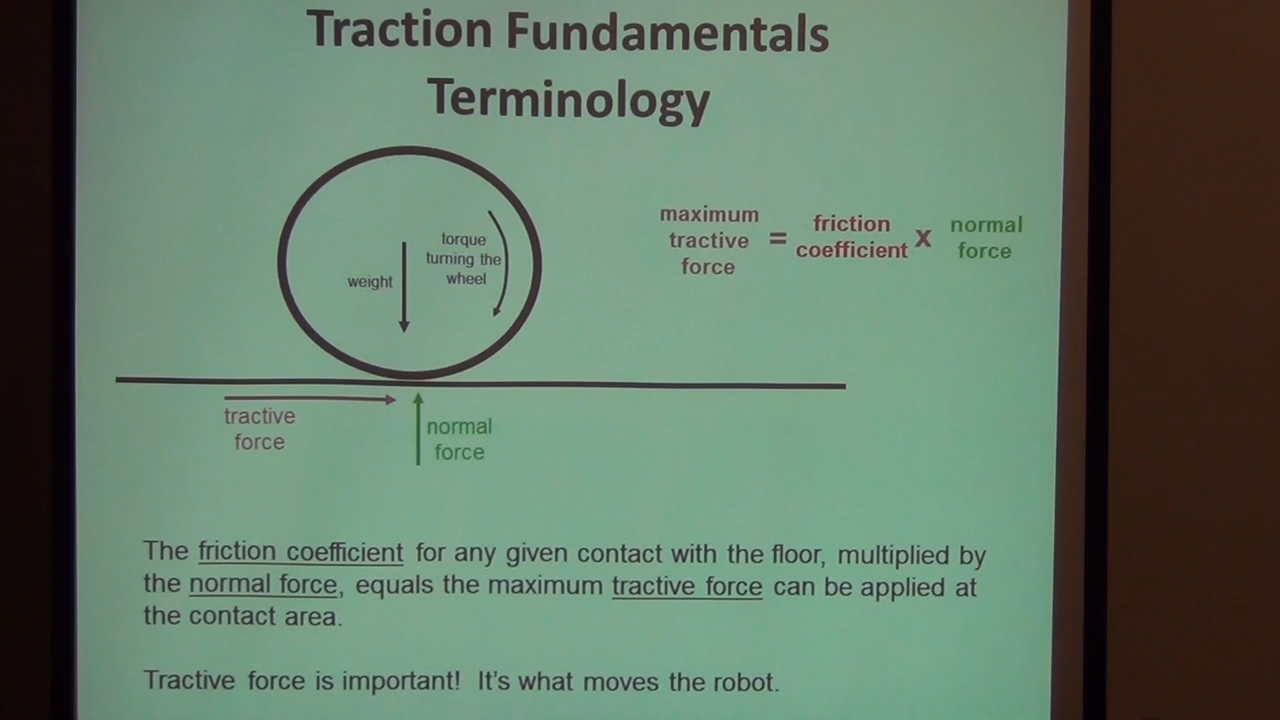 Traction Fundamentals
Terminology
maximum
tractive
force
=
friction
coefficient
x
normal
force
torque
turning the
wheel
weight
tractive
force
normal
force
The friction coefficient for any given contact with the floor, multiplied by
the normal force, equals the maximum tractive force can be applied at
the contact area.
Tractive force is important! It's what moves the robot.